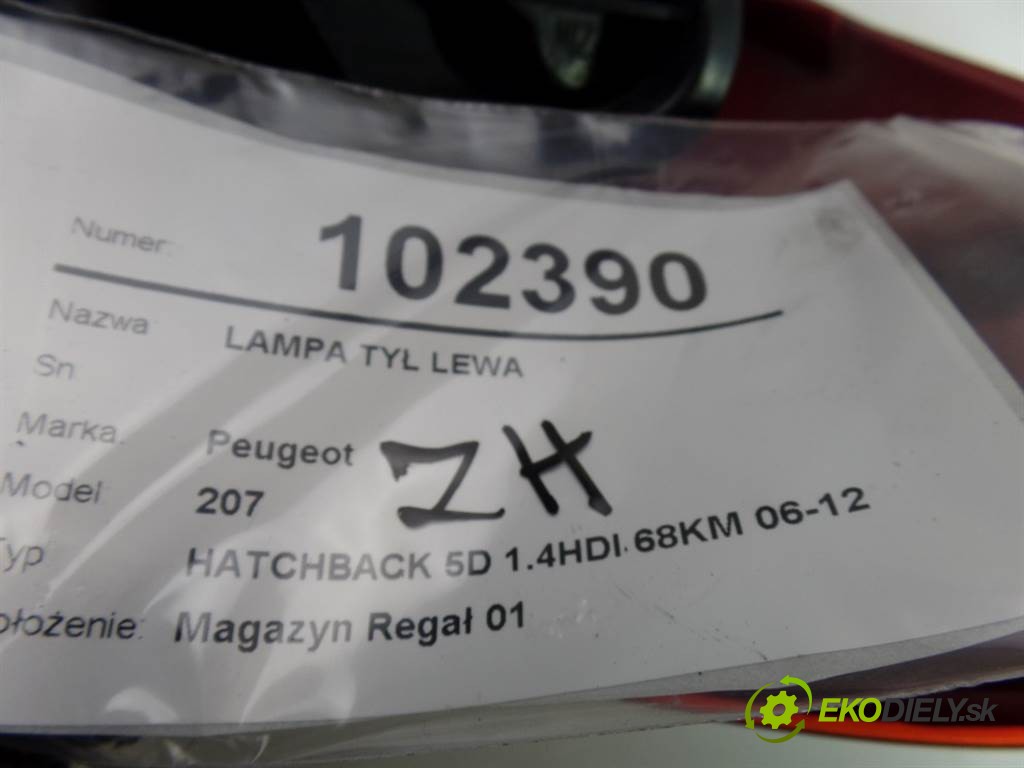 Numer: 102390
Nazwa LAMPA TYŁ LEWA
Sn
Marka: Peugeot
Model 207
ZH
Typ HATCHBACK 5D 1.4HDI 68KM 06-12
ołożenie: Magazyn Regał 01
EKODIELY.sk